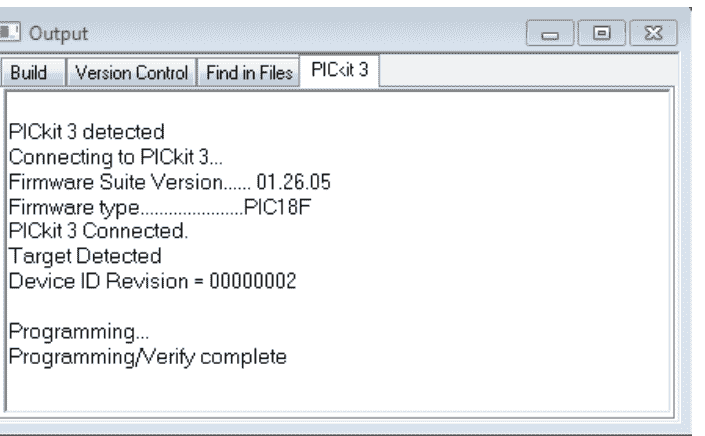 Output
Build Version Control Find in Files PICkit 3
PICkit 3 detected
Connecting to PICkit 3...
Firmware Suite Version...... 01.26.05
Firmware type......................PIC18F
PICkit 3 Connected.
Target Detected
Device ID Revision = 00000002
Programming...
Programming/Verify complete